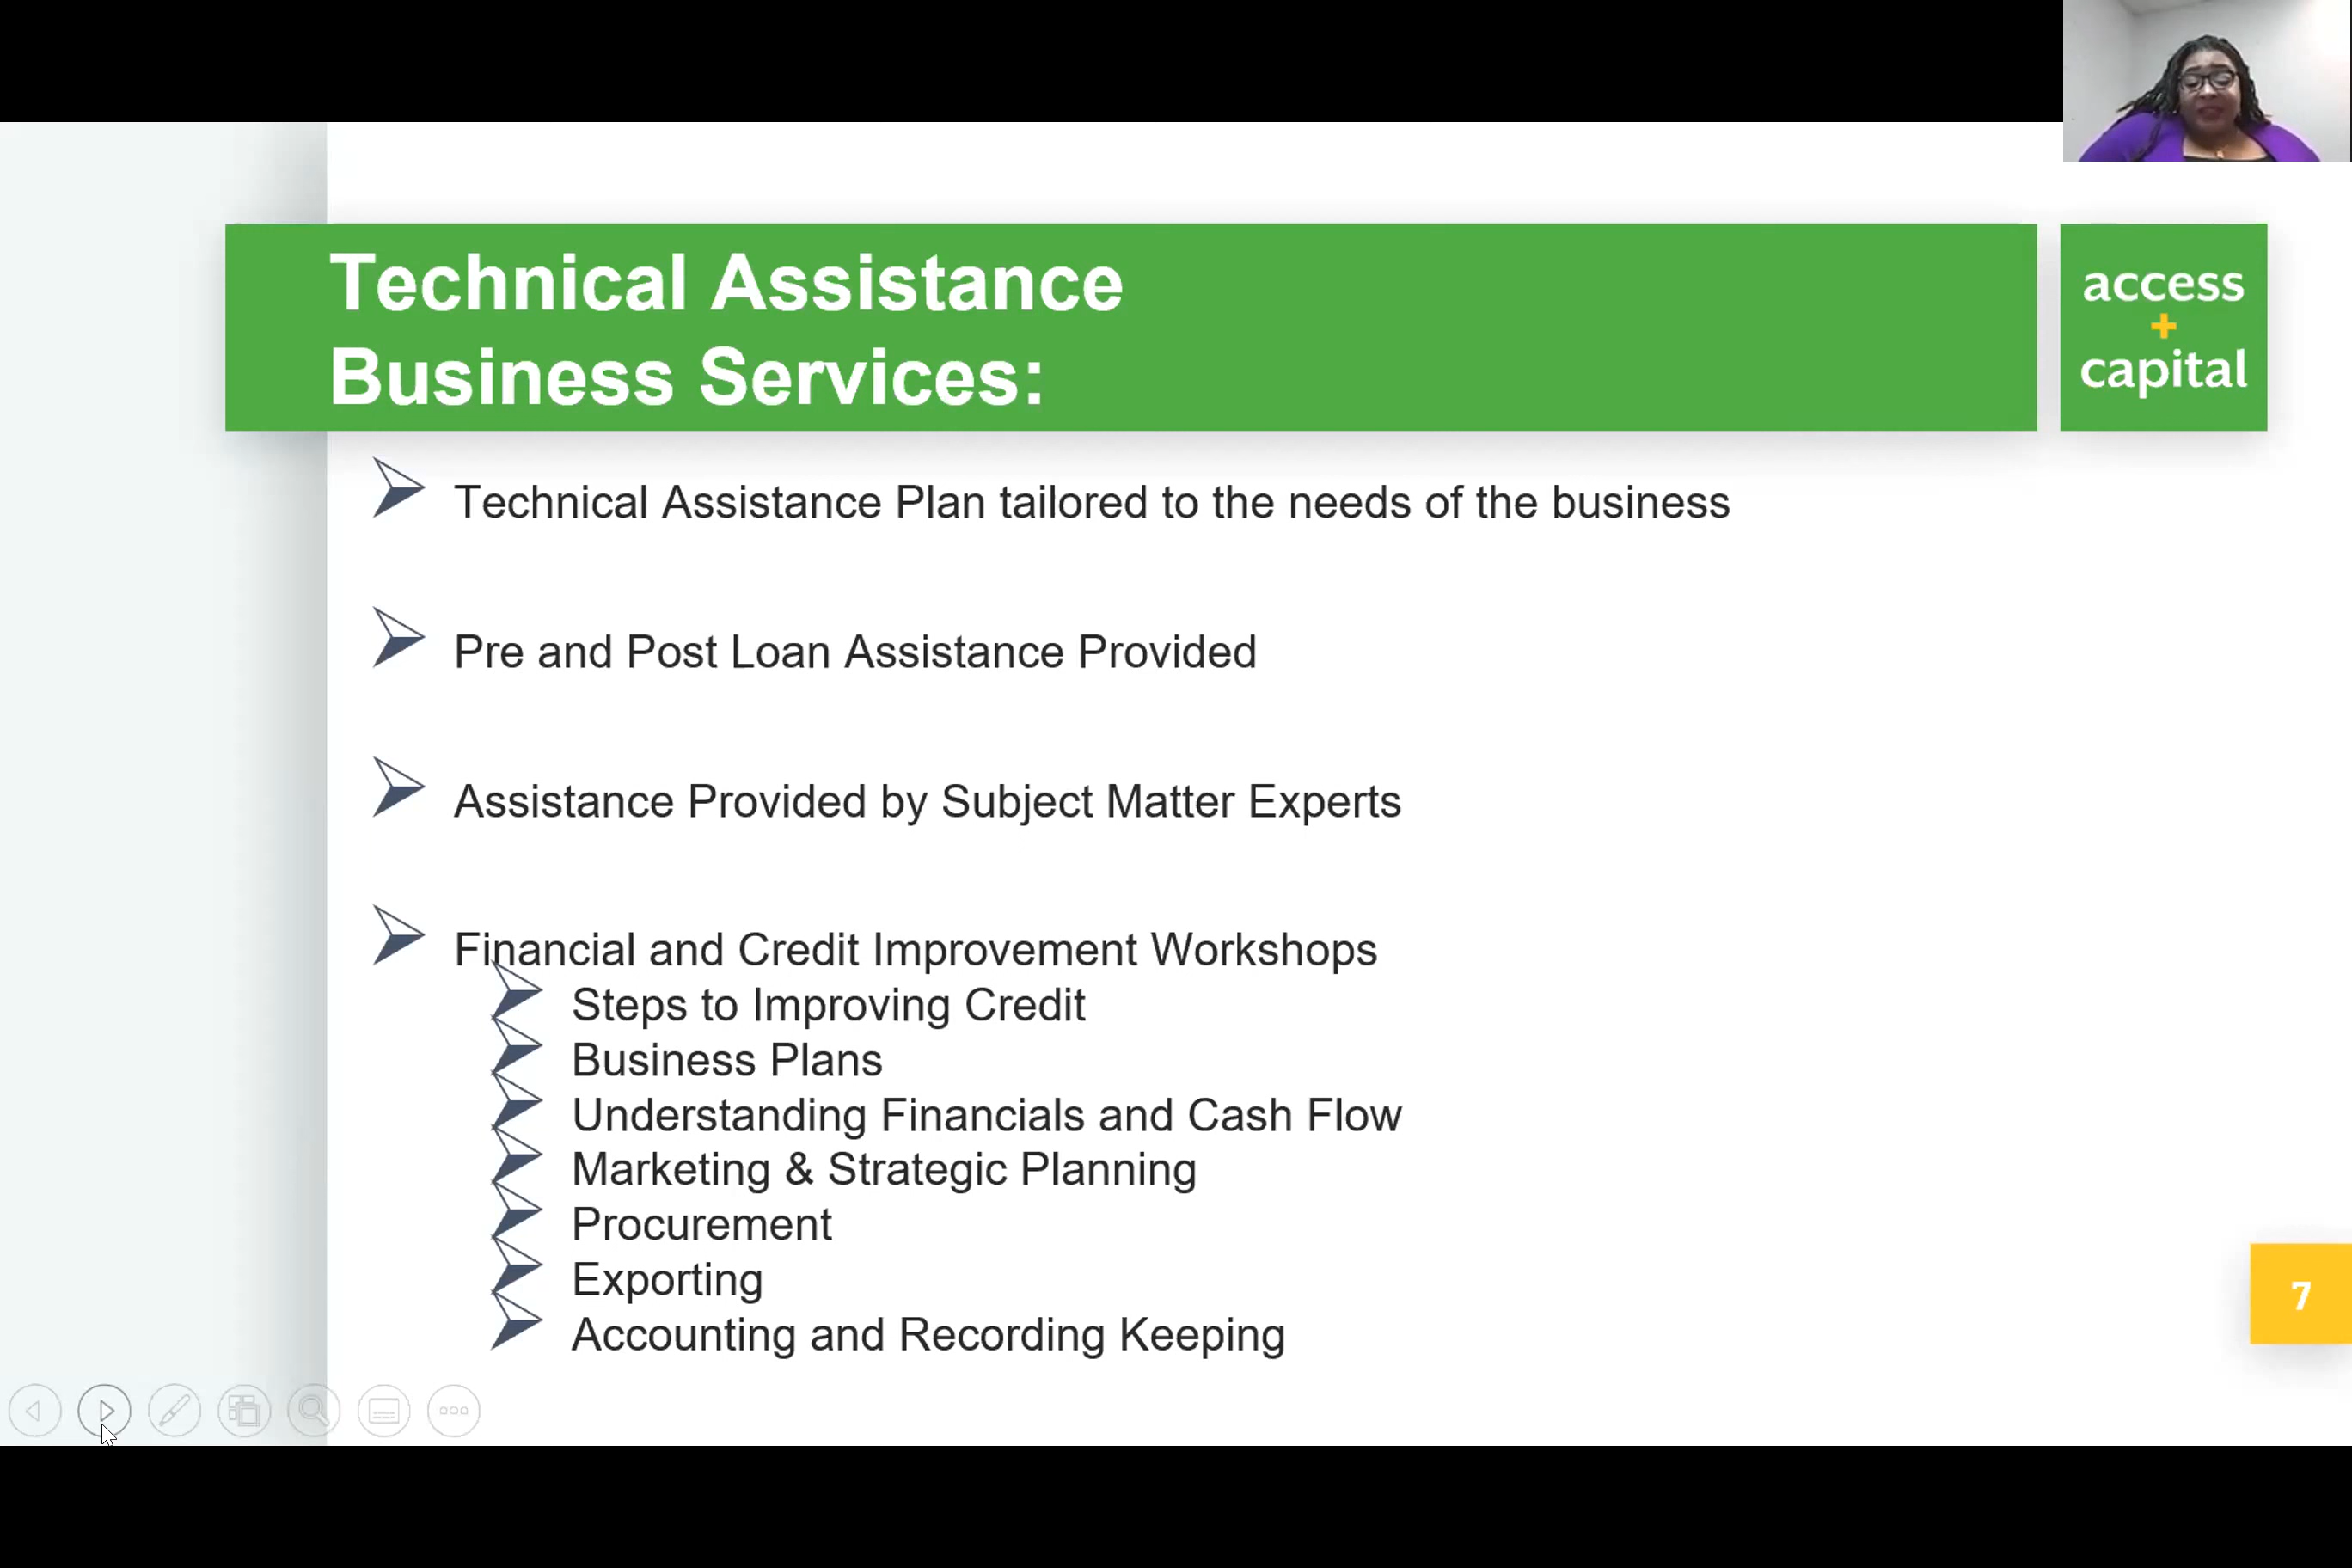 Technical Assistance
Business Services:
access
+
capital
Technical Assistance Plan tailored to the needs of the business
Pre and Post Loan Assistance Provided
Assistance Provided by Subject Matter Experts
Financial and Credit Improvement Workshops
Steps to Improving Credit
Business Plans
Understanding Financials and Cash Flow
Marketing & Strategic Planning
Procurement
Exporting
Accounting and Recording Keeping
7